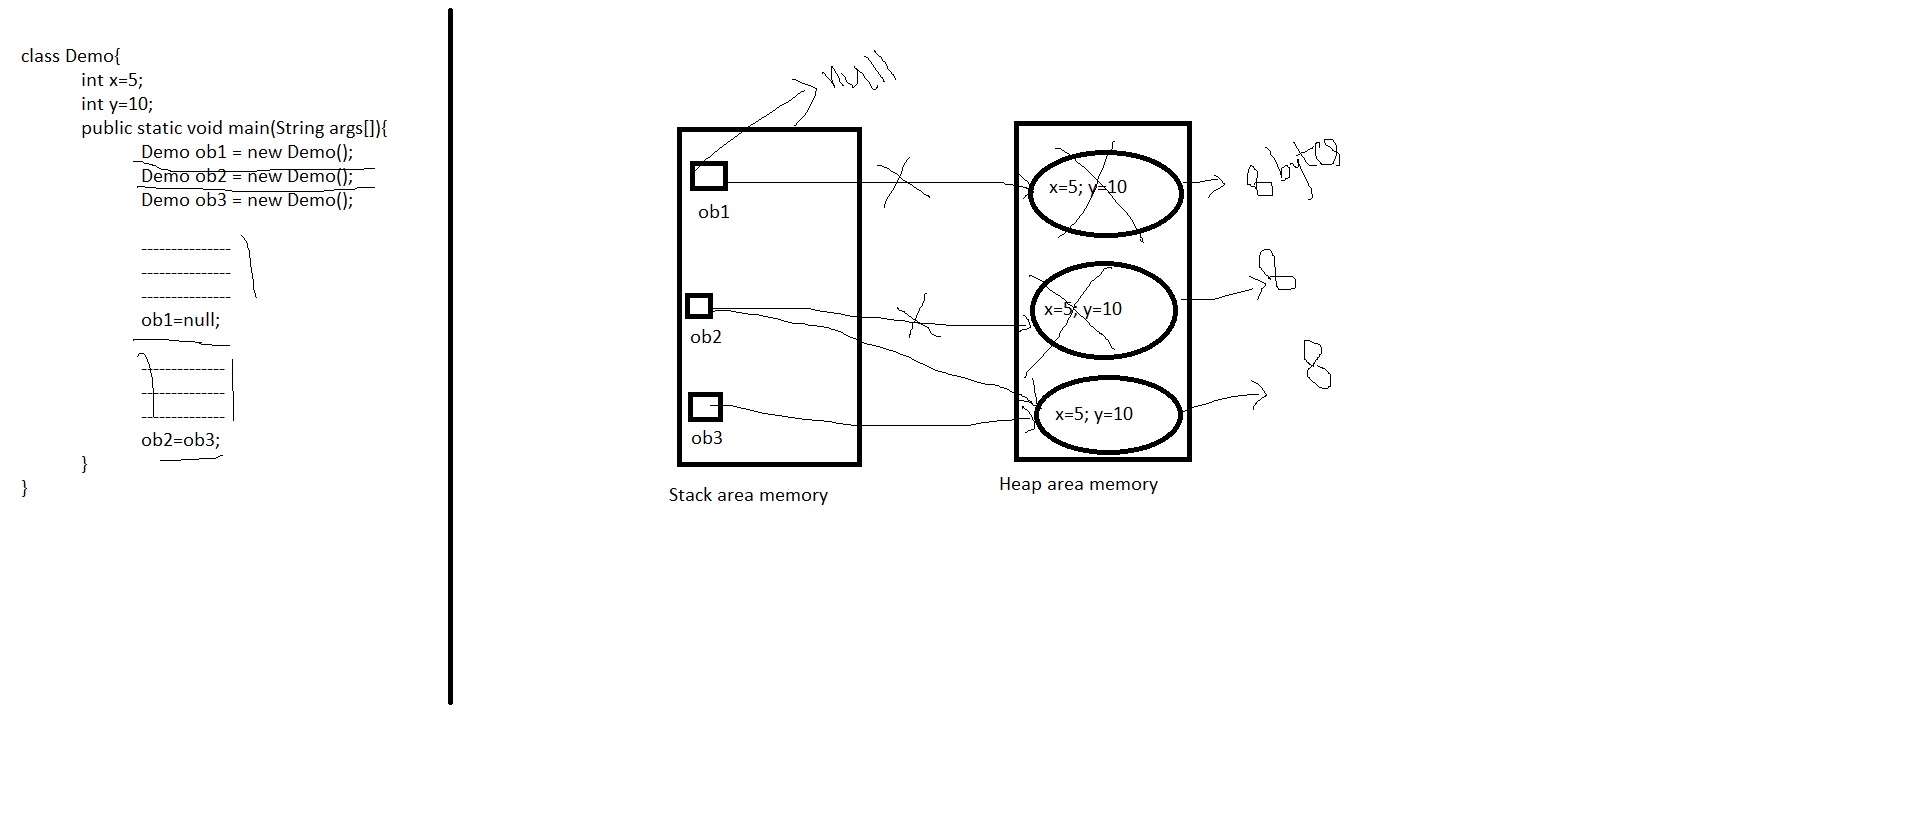 class Demo{
int x=5;
int y=10;
public static void main(String args[]){
Demo ob1 = new Demo();
Demo ob2 = new Demo();
Demo ob3 = new Demo();
---------------
---------------
---------------
ob1=null;
--------------
--------------
--------------
ob2=ob3;
}
}
null
ob1
ob2
ob3
Stack area memory
x=5; y=10
x=5; y=10
x=5; y=10
Heap area memory
8 bytes
8
8